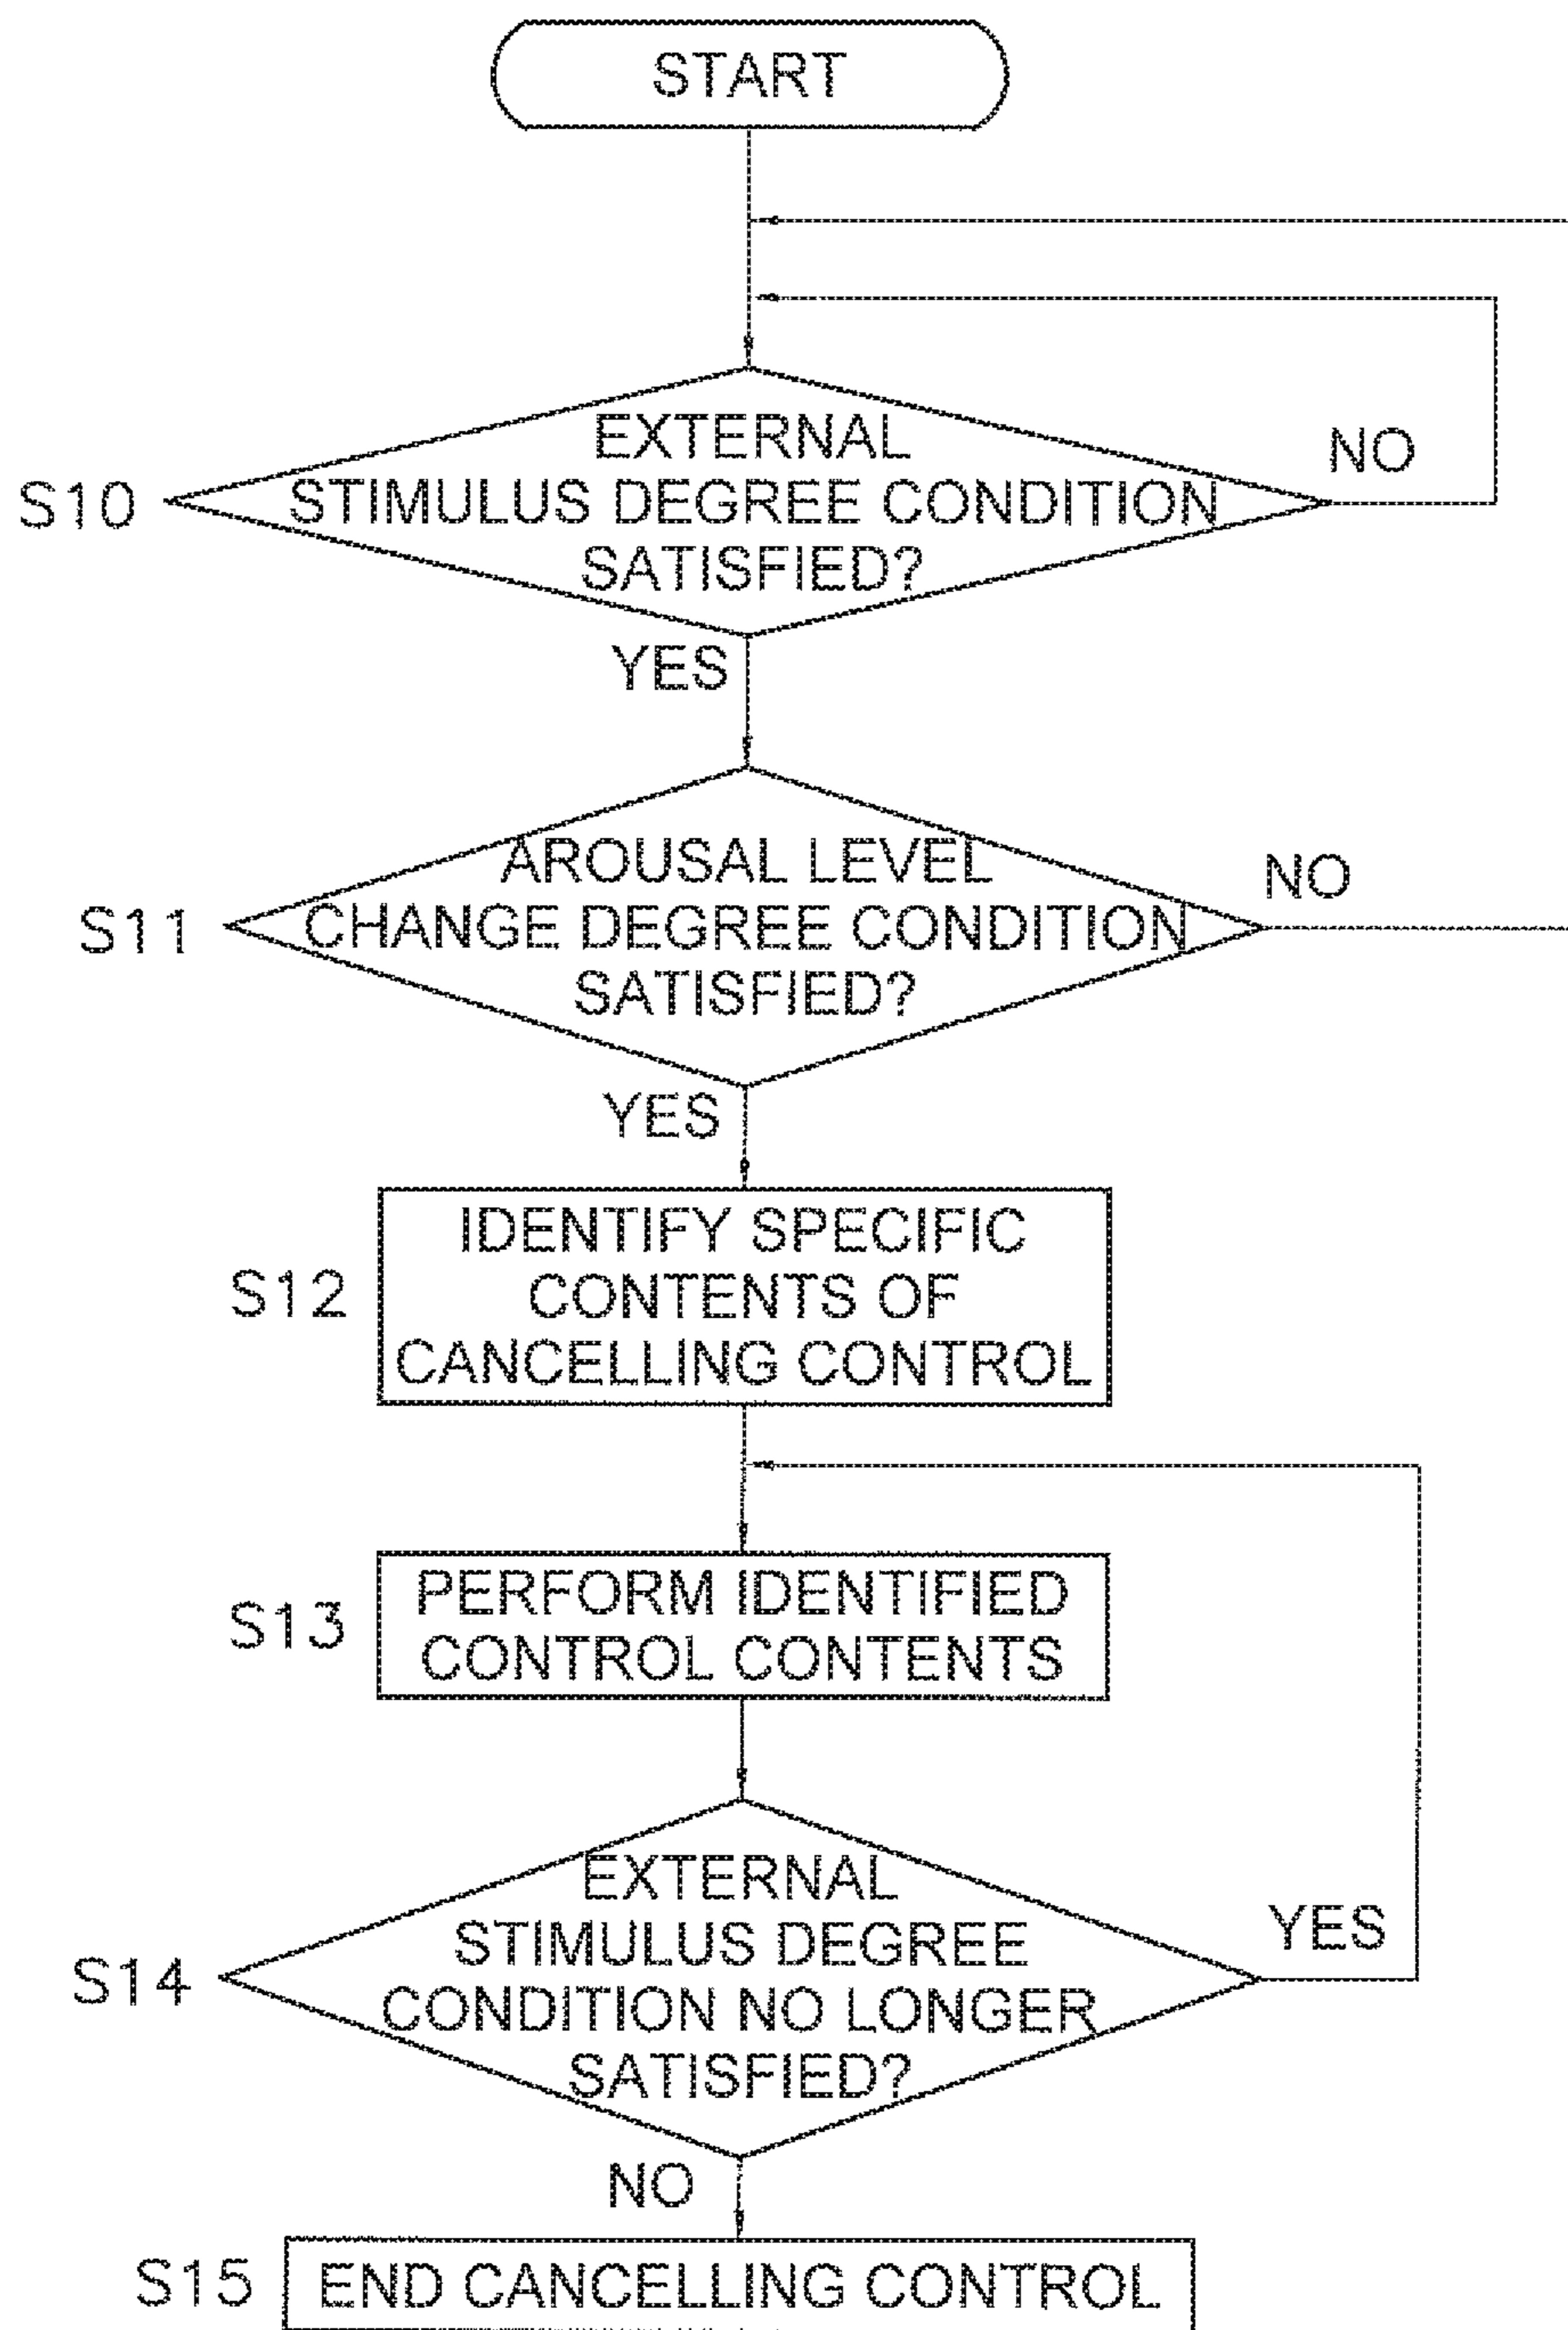 START
EXTERNAL
STIMULUS DEGREE CONDITION
SATISFIED?
S10
NO
YES
AROUSAL LEVEL
CHANGE DEGREE CONDITION
SATISFIED?
S11
NO
YES
IDENTIFY SPECIFIC
CONTENTS OF
CANCELLING CONTROL
S12
PERFORM IDENTIFIED
CONTROL CONTENTS
S13
EXTERNAL
STIMULUS DEGREE
CONDITION NO LONGER
SATISFIED?
S14
YES
NO
S15
END CANCELLING CONTROL